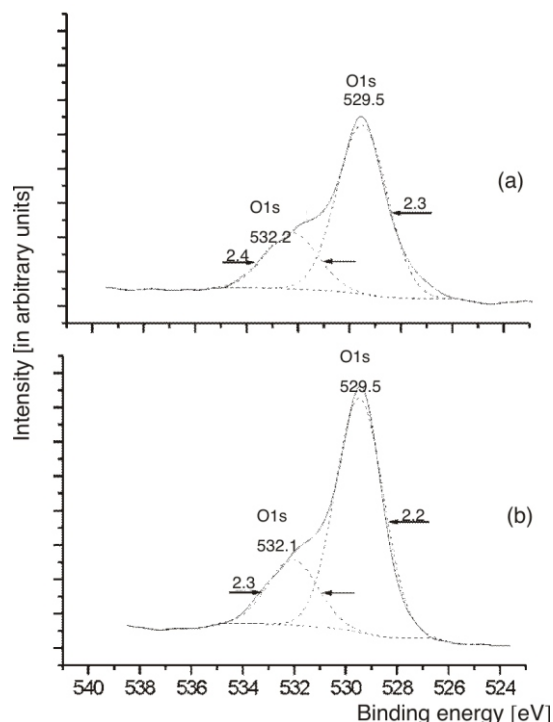 O1s
529.5
(a)
O1s
532.2
2.3
2.4
Intensity [in arbitrary units]
O1s
529.5
(b)
O1s
532.1
2.2
2.3
540 538 536 534 532 530 528 526 524
Binding energy [eV]